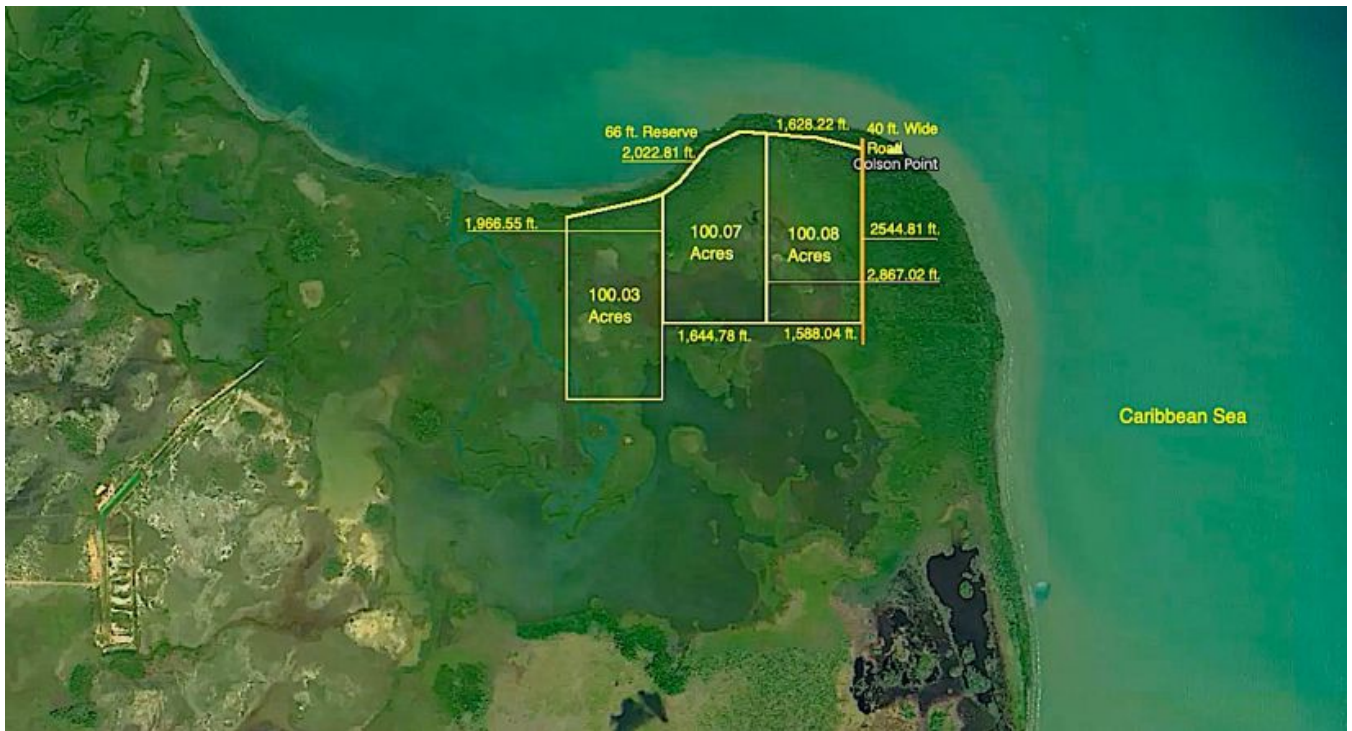 1,628.22 ft.
40 ft. Wide
Road
Colson Point
66 ft. Reserve
2,022.81 ft.
1,966.55 ft.
100.07
Acres
100.08
Acres
2544.81 ft.
2,867.02 ft.
100.03
Acres
1,644.78 ft.
1,588.04 ft.
Caribbean Sea